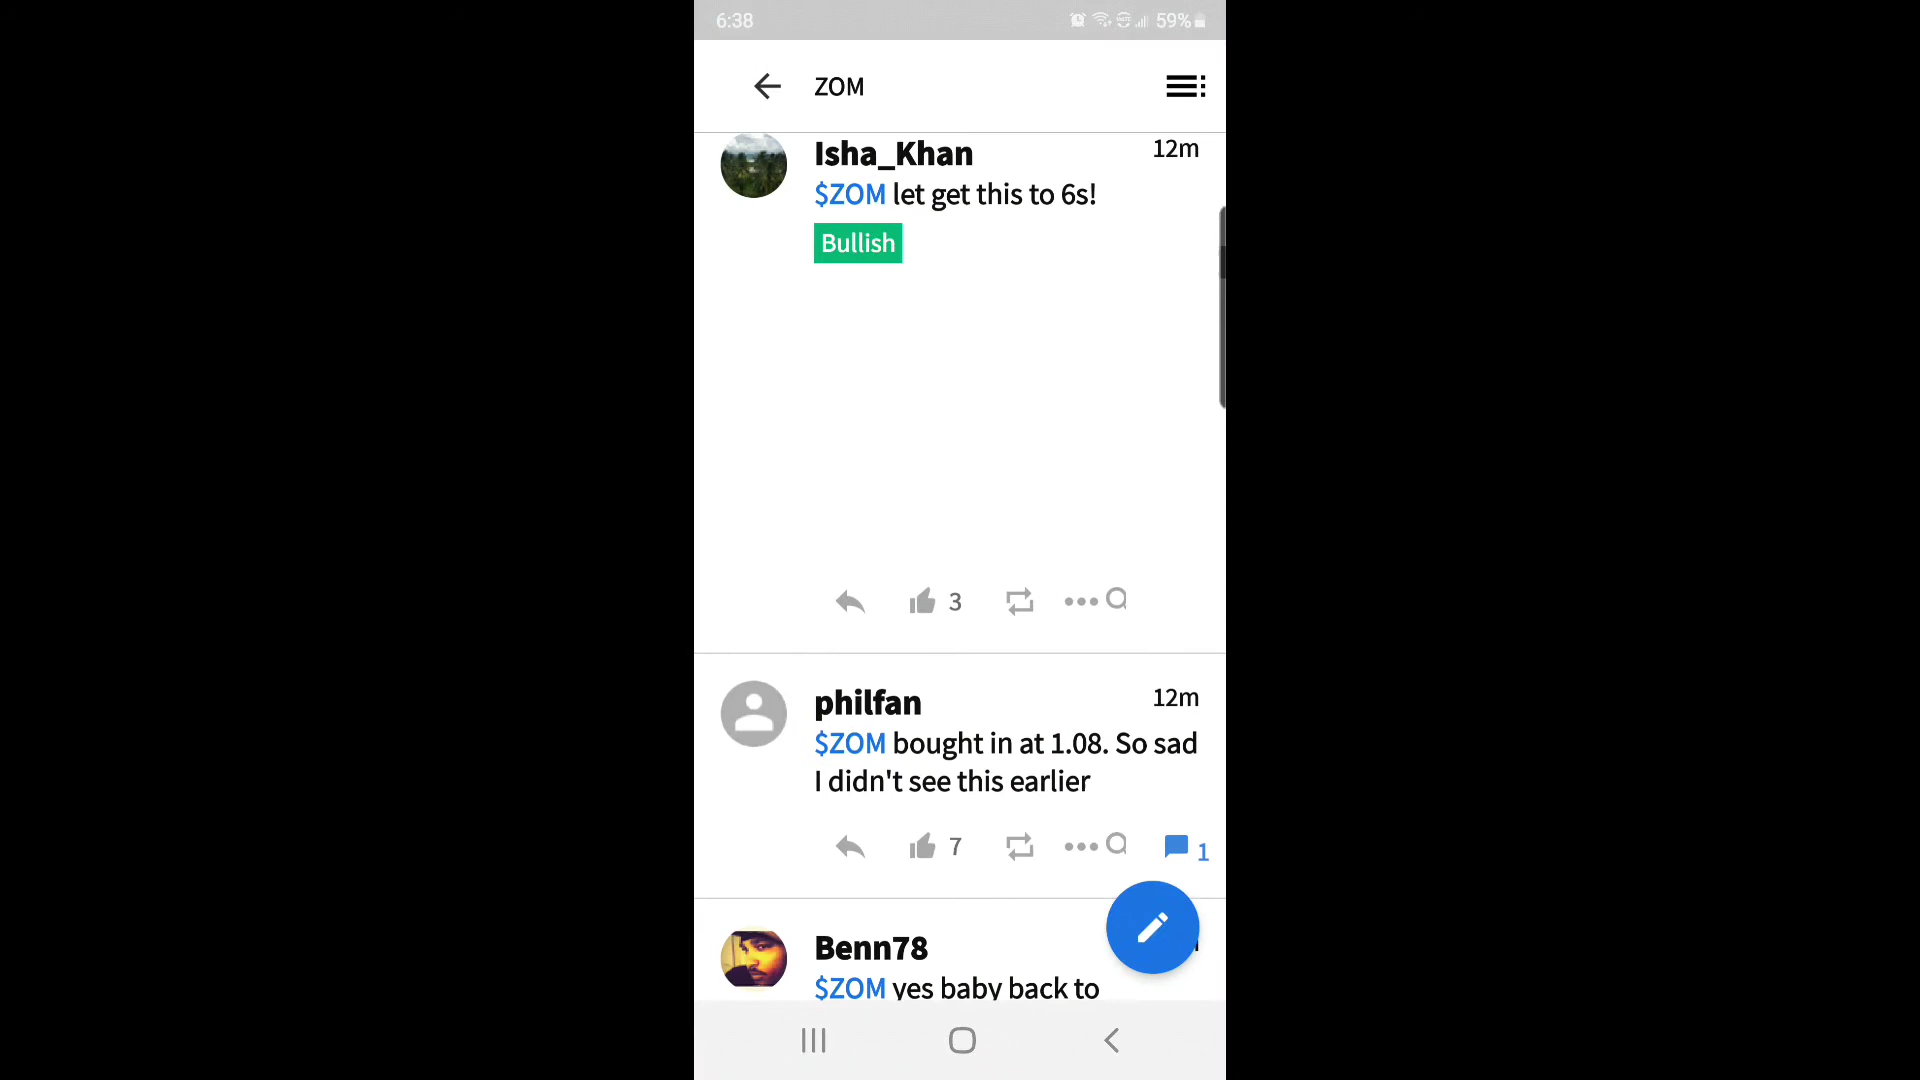 6:38
59%
ZOM
Isha_Khan
12m
$ZOM let get this to 6s!
Bullish
3
philfan
12m
$ZOM bought in at 1.08. So sad
I didn't see this earlier
7
1
Benn78
$ZOM yes baby back to